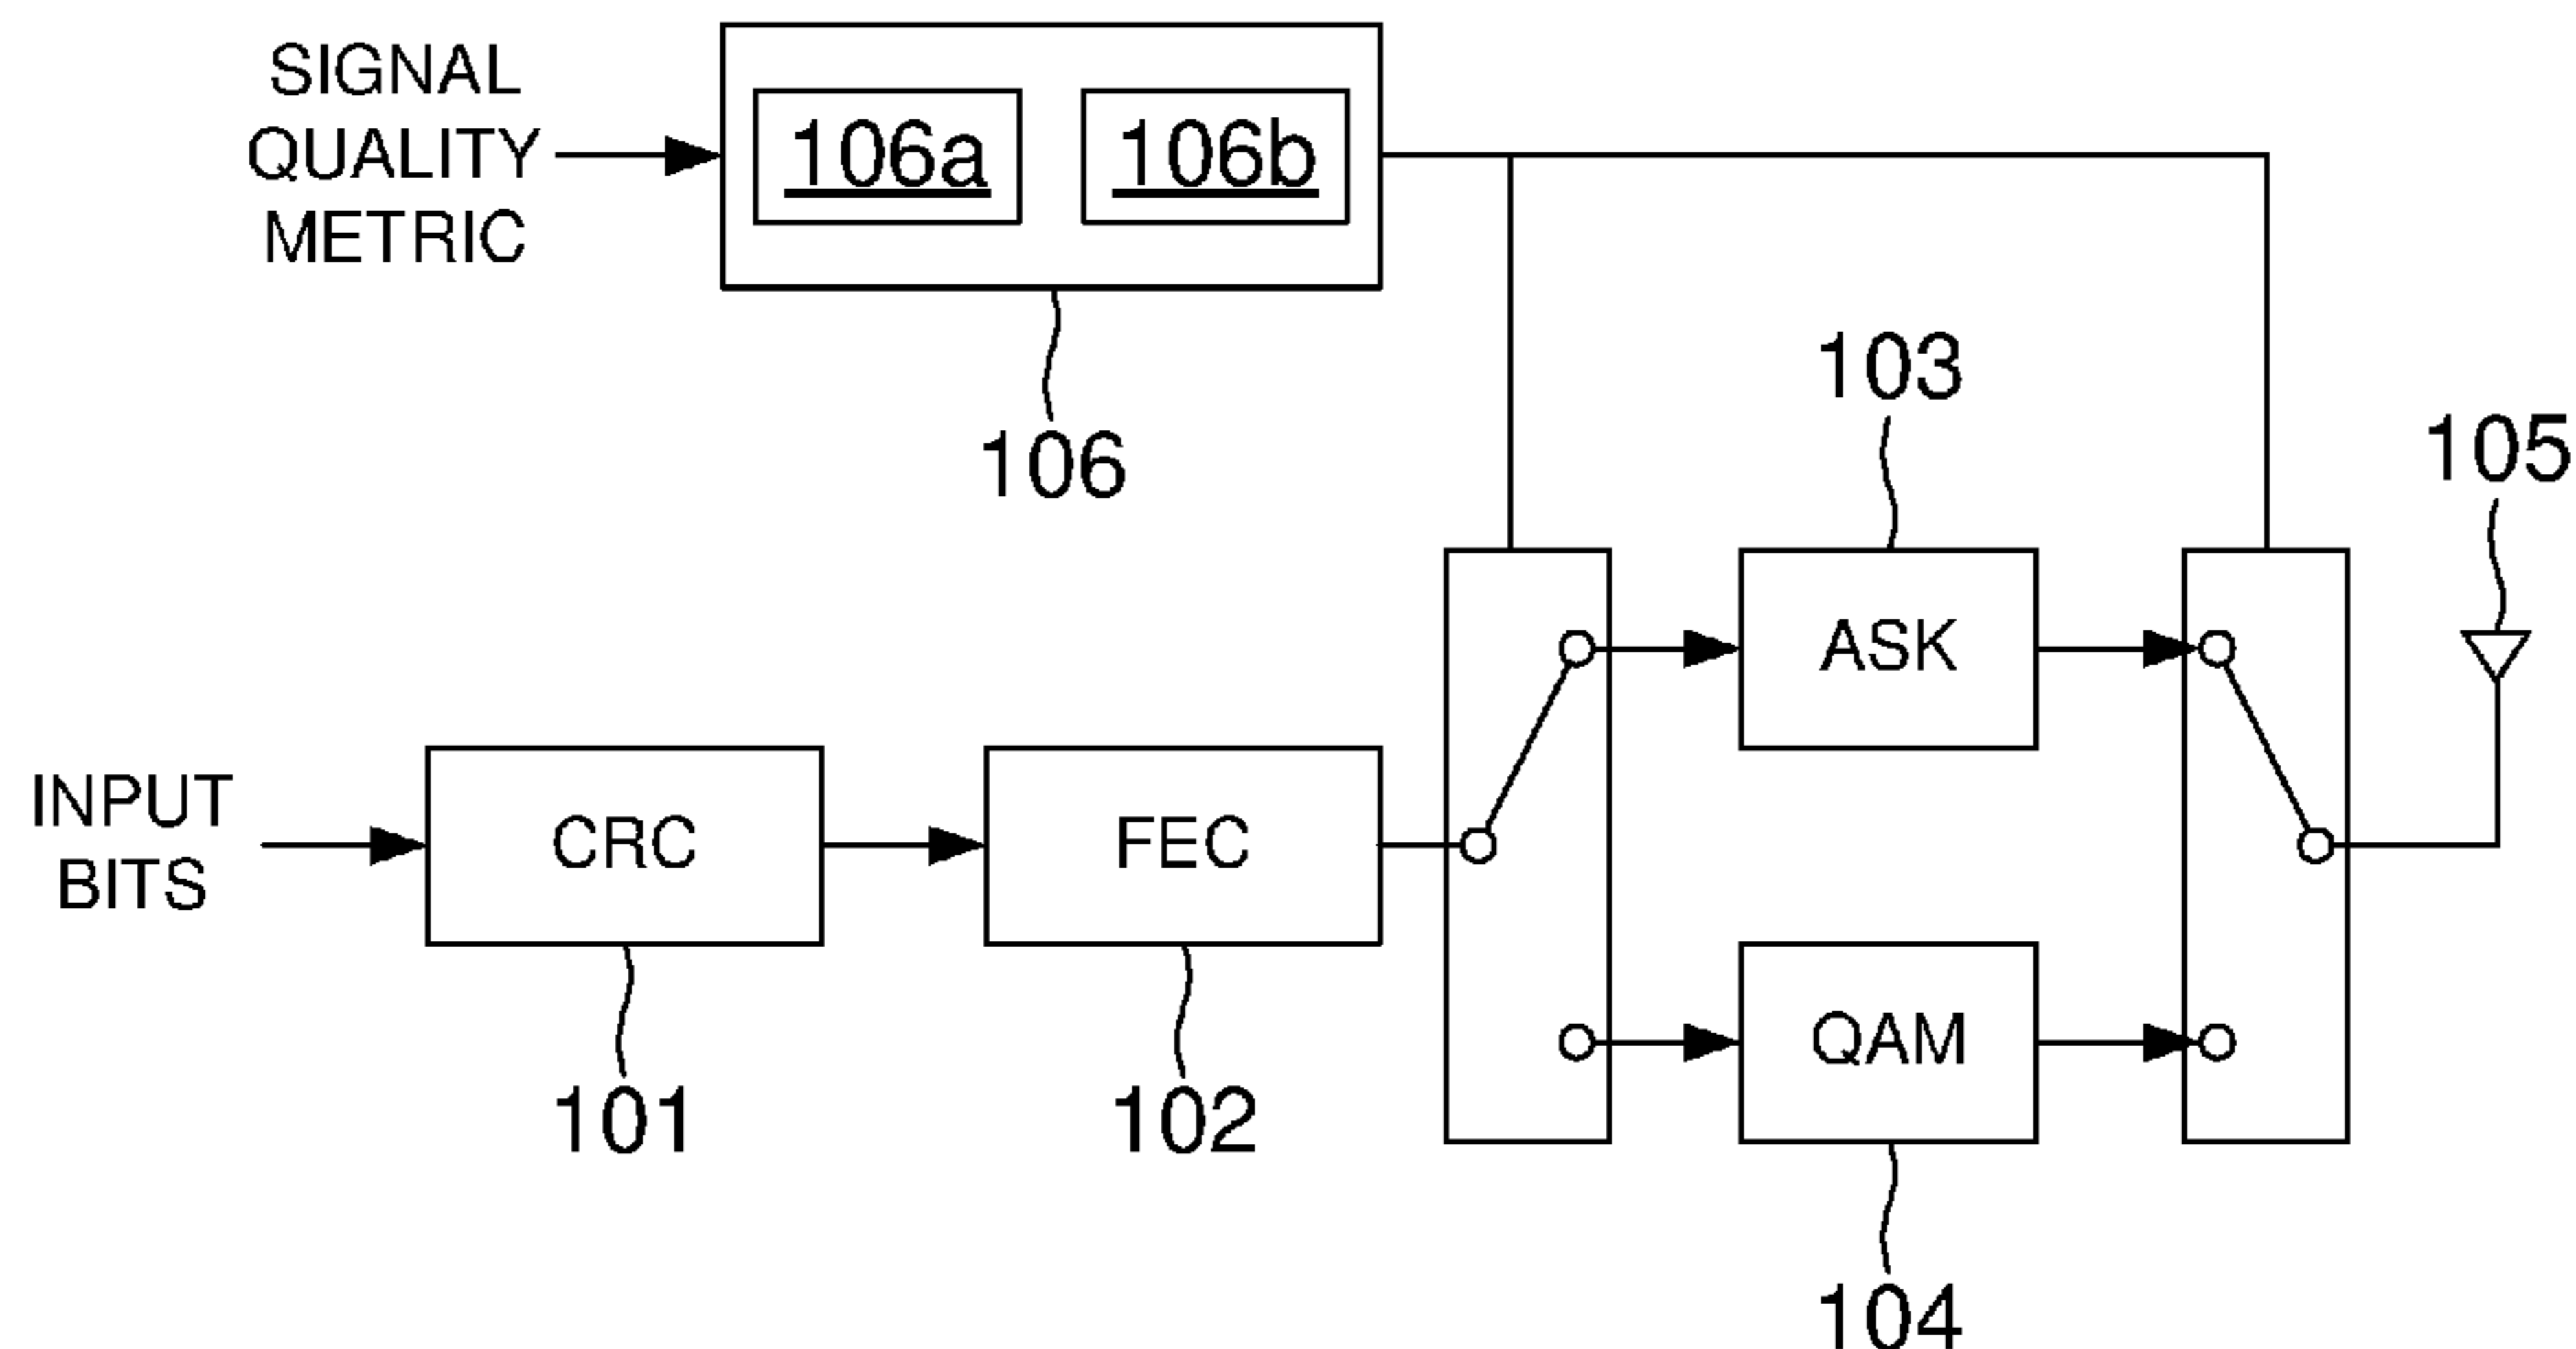 SIGNAL
QUALITY
METRIC
106a
106b
106
103
105
ASK
INPUT
BITS
CRC
FEC
QAM
101
102
104